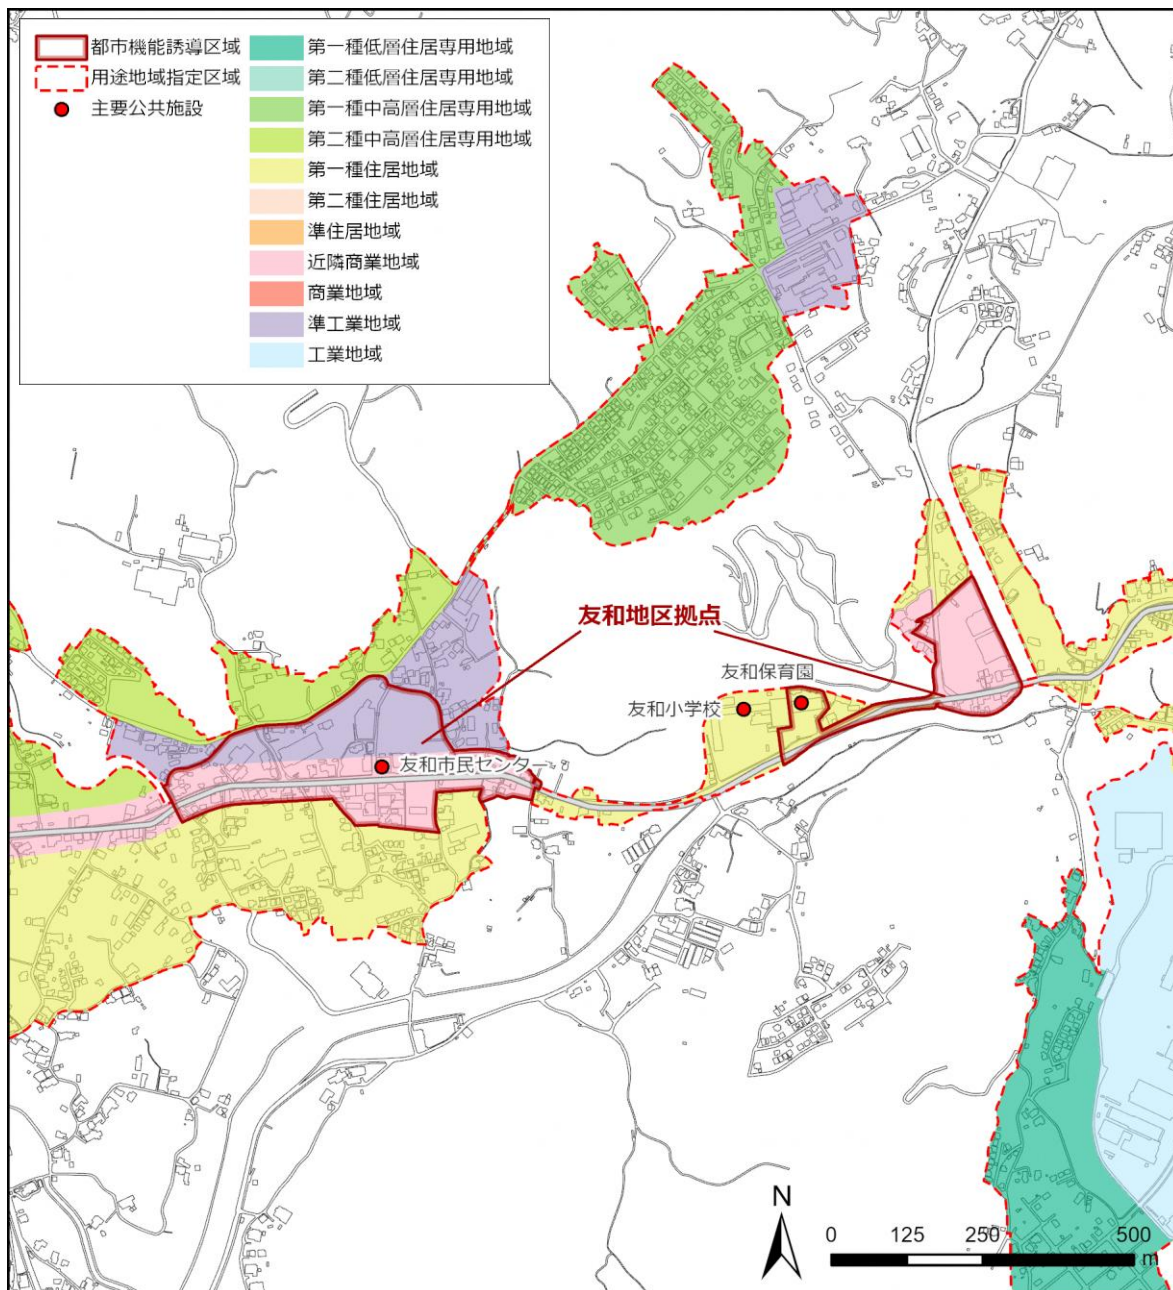 都市機能誘導区域
用途地域指定区域
主要公共施設
第一種低層住居専用地域
第二種低層住居専用地域
第一種中高層住居専用地域
第二種中高層住居専用地域
第一種住居地域
第二種住居地域
準住居地域
近隣商業地域
商業地域
準工業地域
工業地域
友和地区拠点
友和保育園
友和小学校
友和市民センター
N
0 125 250 500
m